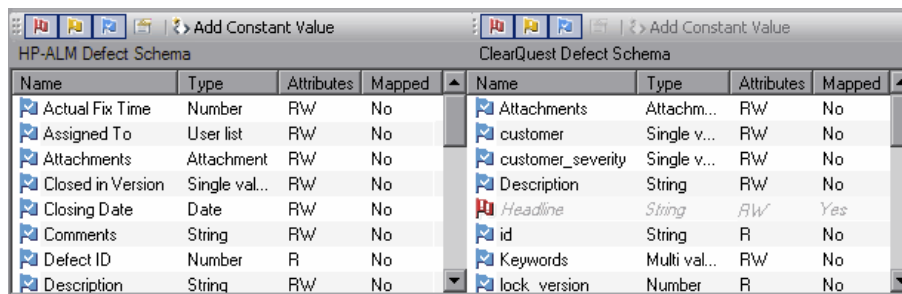 Add Constant Value
HP-ALM Defect Schema
Name Type Attributes Mapped
Actual Fix Time Number RW No
Assigned To User list RW No
Attachments Attachment RW No
Closed in Version Single val... RW No
Closing Date Date RW No
Comments String RW No
Defect ID Number R No
Description String RW No
Add Constant Value
ClearQuest Defect Schema
Name Type Attributes Mapped
Attachments Attachm... RW No
customer Single v... RW No
customer_severity Single v... RW No
Description String RW No
Headline String RW Yes
id String R No
Keywords Multi val... RW No
lock_version Number R No